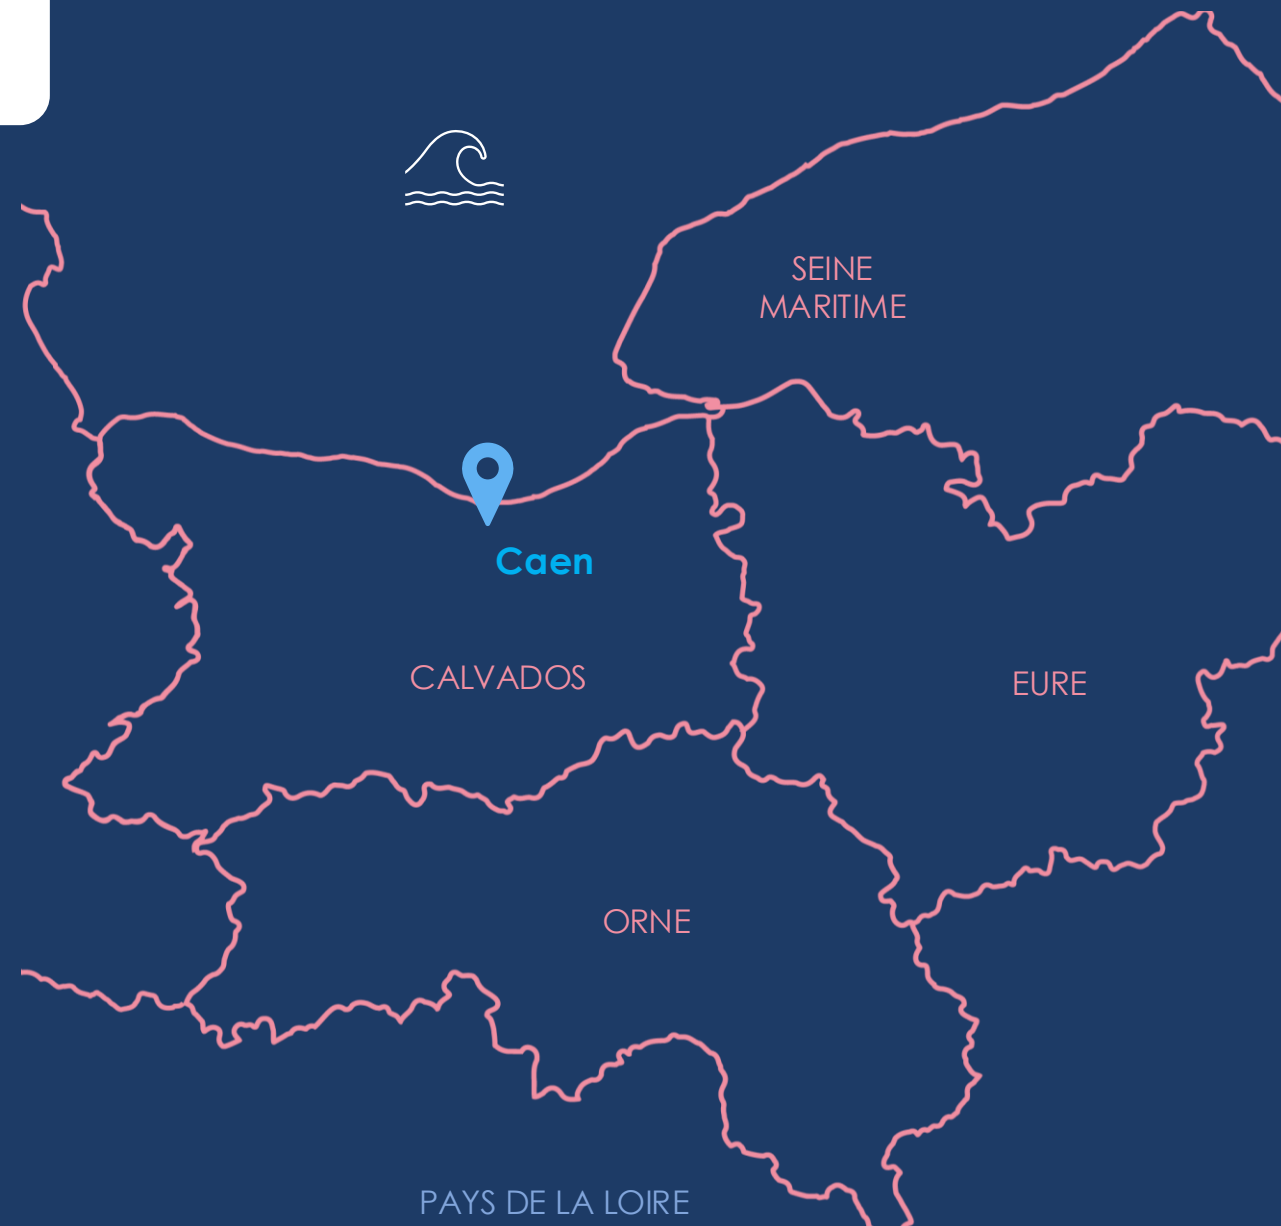 SEINE
MARITIME
Caen
CALVADOS
EURE
ORNE
PAYS DE LA LOIRE